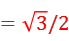 = √3/2